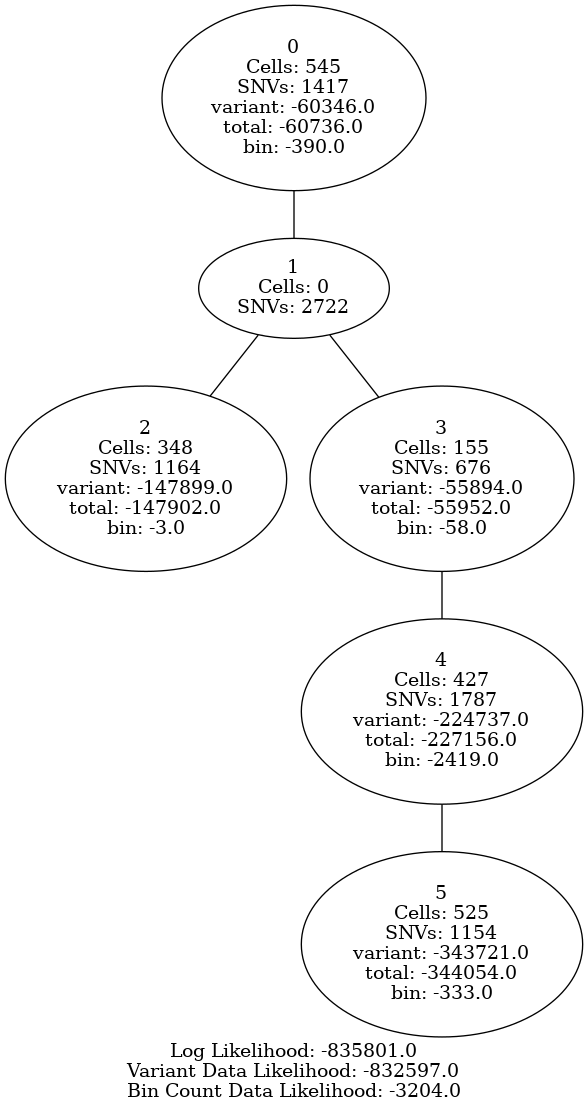 0
Cells: 545
SNVs: 1417
variant: -60346.0
total: -60736.0
bin: -390.0
1
Cells: 0
SNVs: 2722
2
Cells: 348
SNVs: 1164
variant: -147899.0
total: -147902.0
bin: -3.0
3
Cells: 155
SNVs: 676
variant: -55894.0
total: -55952.0
bin: -58.0
4
Cells: 427
SNVs: 1787
variant: -224737.0
total: -227156.0
bin: -2419.0
5
Cells: 525
SNVs: 1154
variant: -343721.0
total: -344054.0
bin: -333.0
Log Likelihood: -835801.0
Variant Data Likelihood: -832597.0
Bin Count Data Likelihood: -3204.0